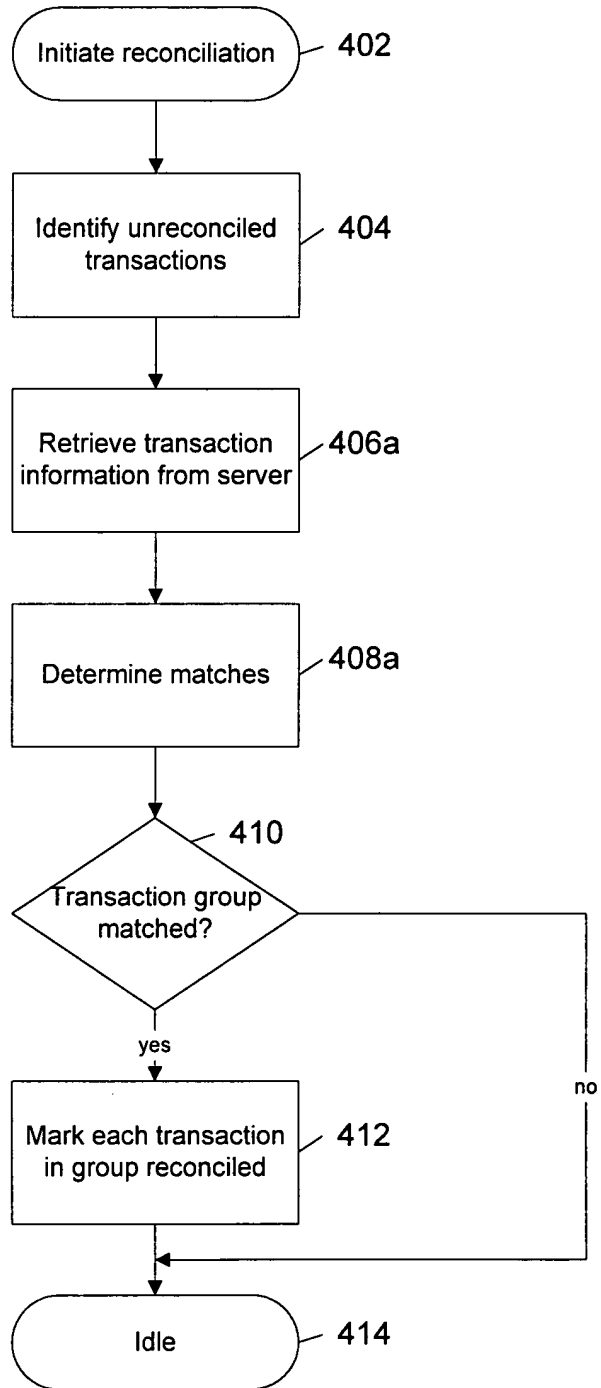 Initiate reconciliation
402
Identify unreconciled
transactions
404
Retrieve transaction
information from server
406a
Determine matches
408a
410
Transaction group
matched?
yes
no
Mark each transaction
in group reconciled
412
Idle
414